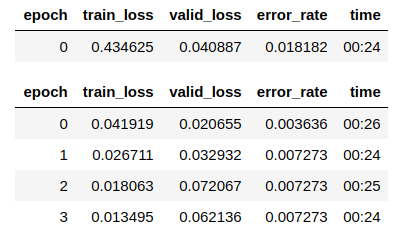 epoch train_loss valid_loss error_rate time
0 0.434625 0.040887 0.018182 00:24
epoch train_loss valid_loss error_rate time
0 0.041919 0.020655 0.003636 00:26
1 0.026711 0.032932 0.007273 00:24
2 0.018063 0.072067 0.007273 00:25
3 0.013495 0.062136 0.007273 00:24